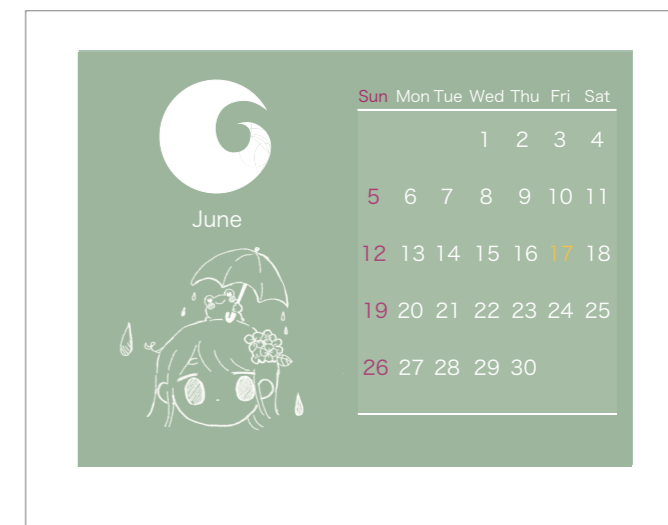 June
Sun Mon Tue Wed Thu Fri Sat
1 2 3 4
5 6 7 8 9 10 11
12 13 14 15 16 17 18
19 20 21 22 23 24 25
26 27 28 29 30